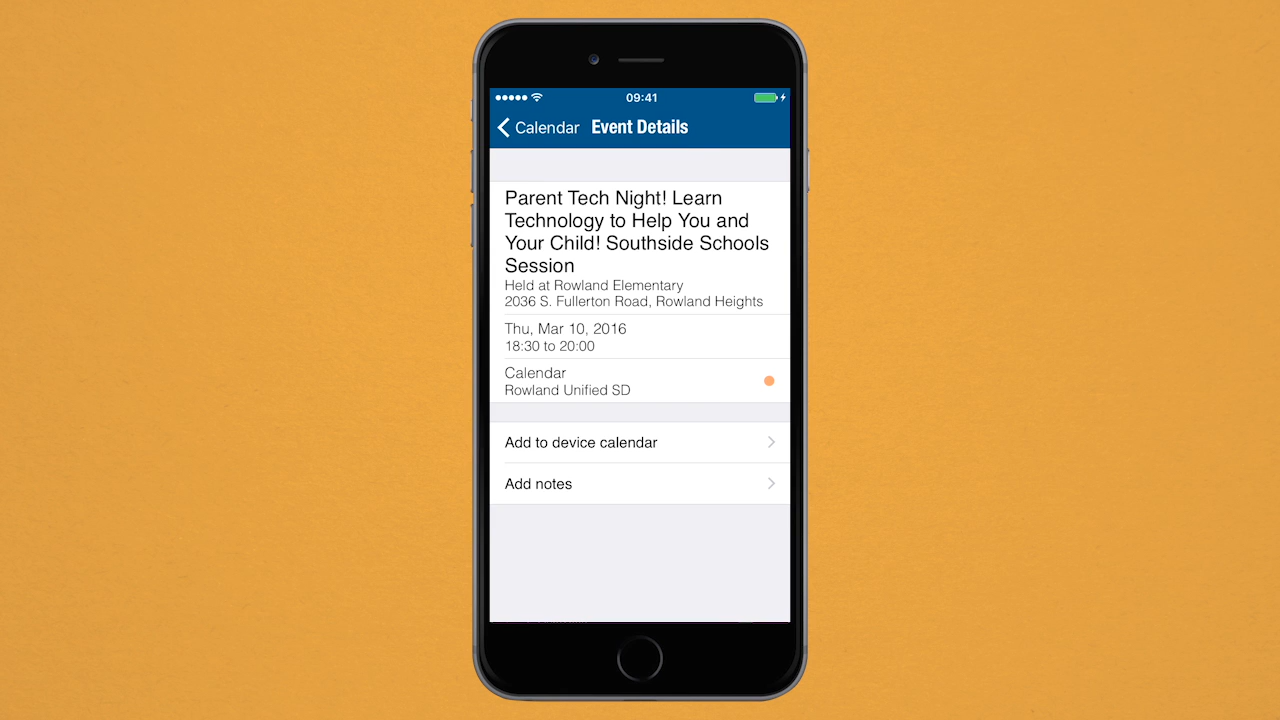 09:41
Calendar Event Details
Parent Tech Night! Learn
Technology to Help You and
Your Child! Southside Schools
Session
Held at Rowland Elementary
2036 S. Fullerton Road, Rowland Heights
Thu, Mar 10, 2016
18:30 to 20:00
Calendar
Rowland Unified SD
Add to device calendar
Add notes